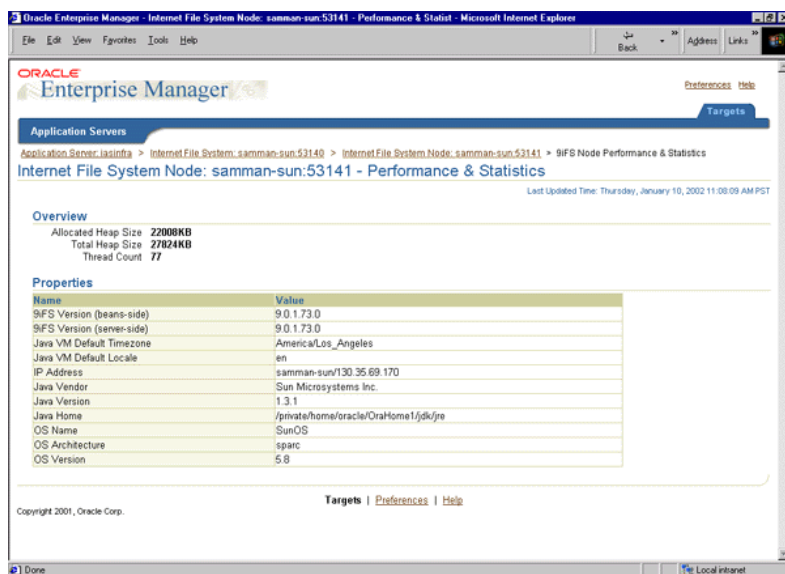 Oracle Enterprise Manager - Internet File System Node: samman-sun:53141 - Performance & Statist - Microsoft Internet Explorer
File Edit View Favorites Tools Help
Back
»
Address
Links
»
ORACLE
Enterprise Manager
Preferences Help
Targets
Application Servers
Application Server: iasinfra > Internet File System: samman-sun:53140 > Internet File System Node: samman-sun:53141 > 9iFS Node Performance & Statistics
Internet File System Node: samman-sun:53141 - Performance & Statistics
Last Updated Time: Thursday, January 10, 2002 11:08:09 AM PST
Overview
Allocated Heap Size 22008KB
Total Heap Size 27824KB
Thread Count 77
Properties
Name Value
9iFS Version (beans-side) 9.0.1.73.0
9iFS Version (server-side) 9.0.1.73.0
Java VM Default Timezone America/Los_Angeles
Java VM Default Locale en
IP Address samman-sun/130.35.69.170
Java Vendor Sun Microsystems Inc.
Java Version 1.3.1
Java Home /private/home/oracle/OraHome1/jdk/jre
OS Name SunOS
OS Architecture sparc
OS Version 5.8
Targets | Preferences | Help
Copyright 2001, Oracle Corp.
Done
Local intranet